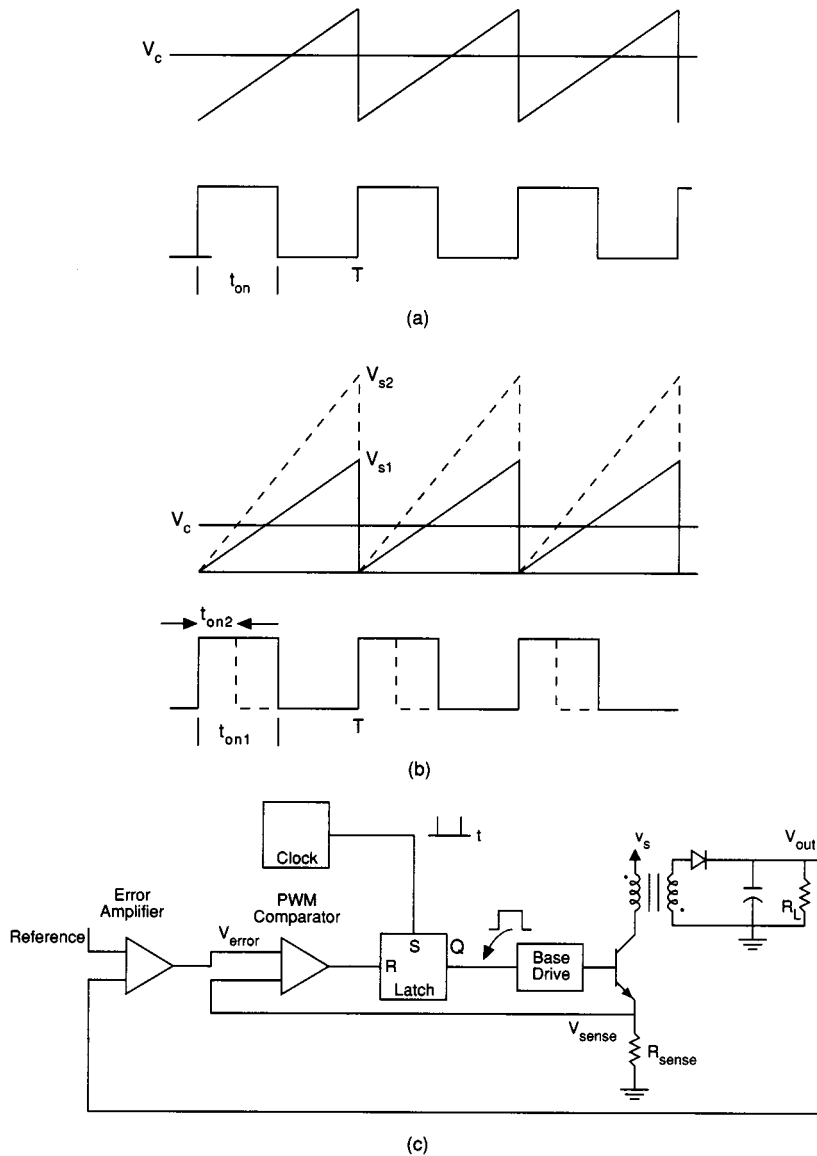 V_c
t_on
T
(a)
V_s2
V_s1
V_c
t_on2
T
t_on1
(b)
Clock
t
v_s
V_out
Error
Amplifier
PWM
Comparator
Reference
V_error
S
Q
R
Latch
Base
Drive
R_L
V_sense
R_sense
(c)